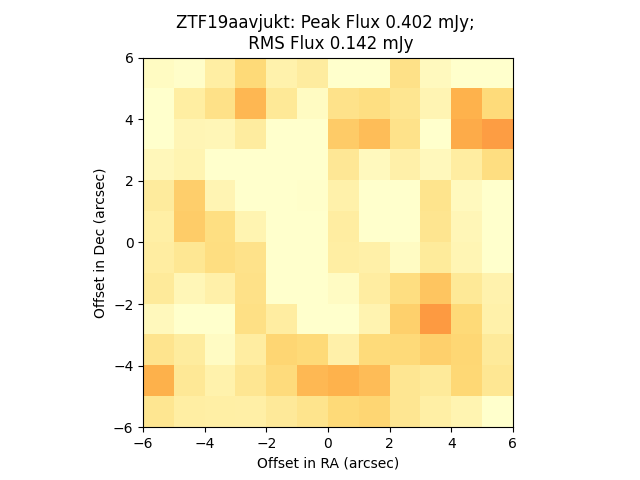 ZTF19aavjukt: Peak Flux 0.402 mJy;
RMS Flux 0.142 mJy
6
4
2
0
−2
−4
−6
Offset in Dec (arcsec)
−6 −4 −2 0 2 4 6
Offset in RA (arcsec)